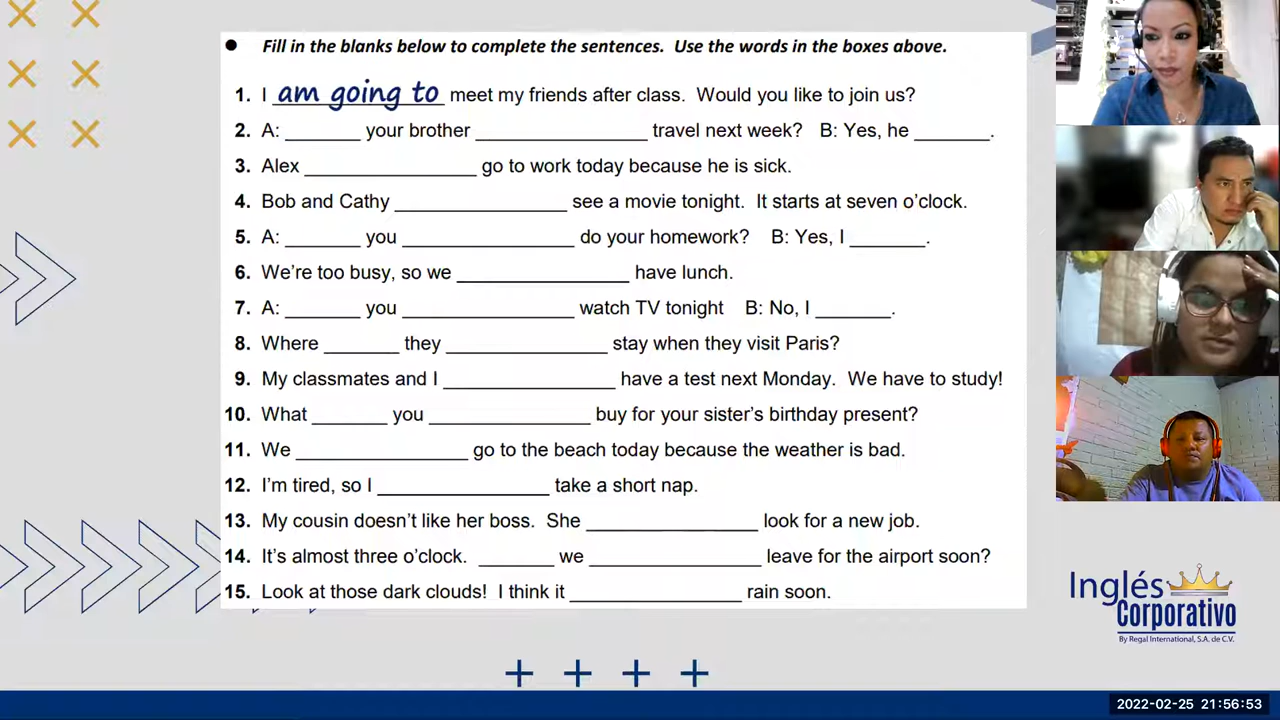 ● Fill in the blanks below to complete the sentences. Use the words in the boxes above.
1. I am going to meet my friends after class. Would you like to join us?
2. A: _______ your brother ________________ travel next week? B: Yes, he _______.
3. Alex ________________ go to work today because he is sick.
4. Bob and Cathy ________________ see a movie tonight. It starts at seven o’clock.
5. A: _______ you ________________ do your homework? B: Yes, I _______.
6. We’re too busy, so we ________________ have lunch.
7. A: _______ you ________________ watch TV tonight B: No, I _______.
8. Where _______ they _______________ stay when they visit Paris?
9. My classmates and I ________________ have a test next Monday. We have to study!
10. What _______ you _______________ buy for your sister’s birthday present?
11. We ________________ go to the beach today because the weather is bad.
12. I’m tired, so I ________________ take a short nap.
13. My cousin doesn’t like her boss. She ________________ look for a new job.
14. It’s almost three o’clock. _______ we ________________ leave for the airport soon?
15. Look at those dark clouds! I think it ________________ rain soon.
Inglés
Corporativo
By Regal International, S.A. de C.V.
2022-02-25 21:56:53